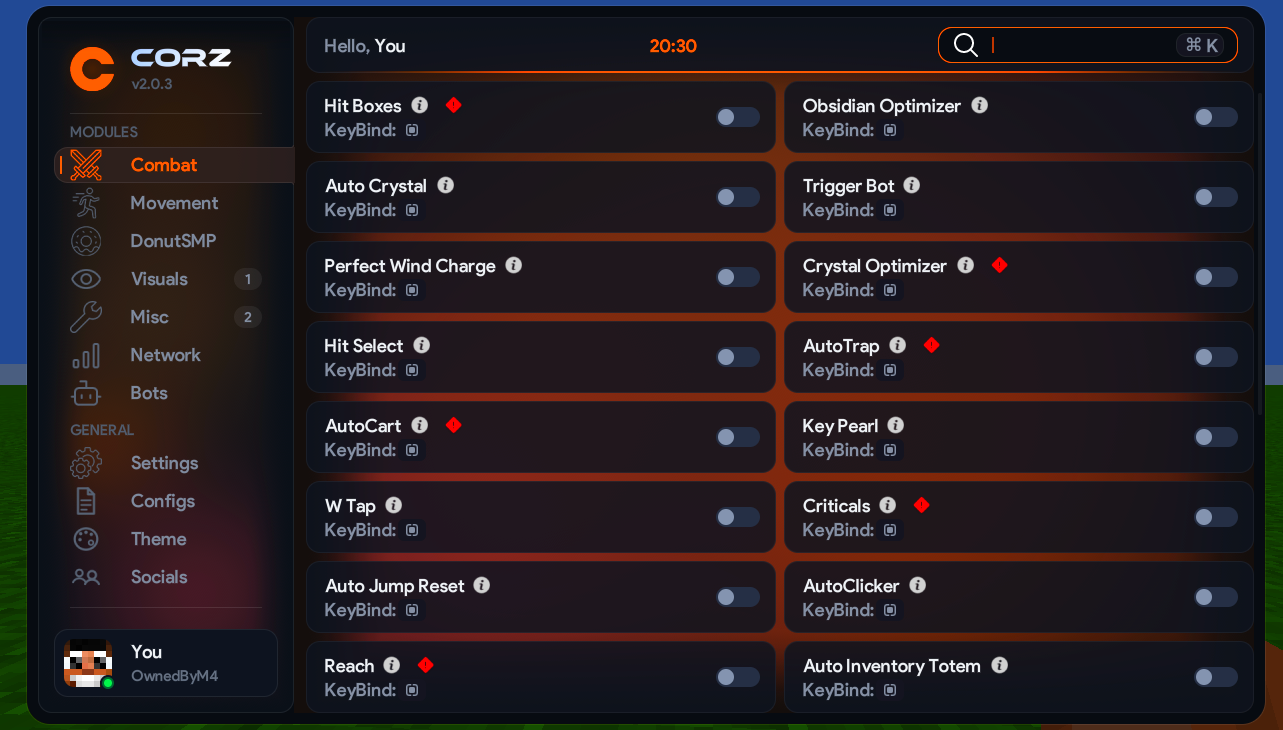 CORZ
v2.0.3
MODULES
Combat
Movement
DonutSMP
Visuals 1
Misc 2
Network
Bots
GENERAL
Settings
Configs
Theme
Socials
You
OwnedByM4
Hello, You
20:30
⌘ K
Hit Boxes
KeyBind:
Obsidian Optimizer
KeyBind:
Auto Crystal
KeyBind:
Trigger Bot
KeyBind:
Perfect Wind Charge
KeyBind:
Crystal Optimizer
KeyBind:
Hit Select
KeyBind:
AutoTrap
KeyBind:
AutoCart
KeyBind:
Key Pearl
KeyBind:
W Tap
KeyBind:
Criticals
KeyBind:
Auto Jump Reset
KeyBind:
AutoClicker
KeyBind:
Reach
KeyBind:
Auto Inventory Totem
KeyBind: